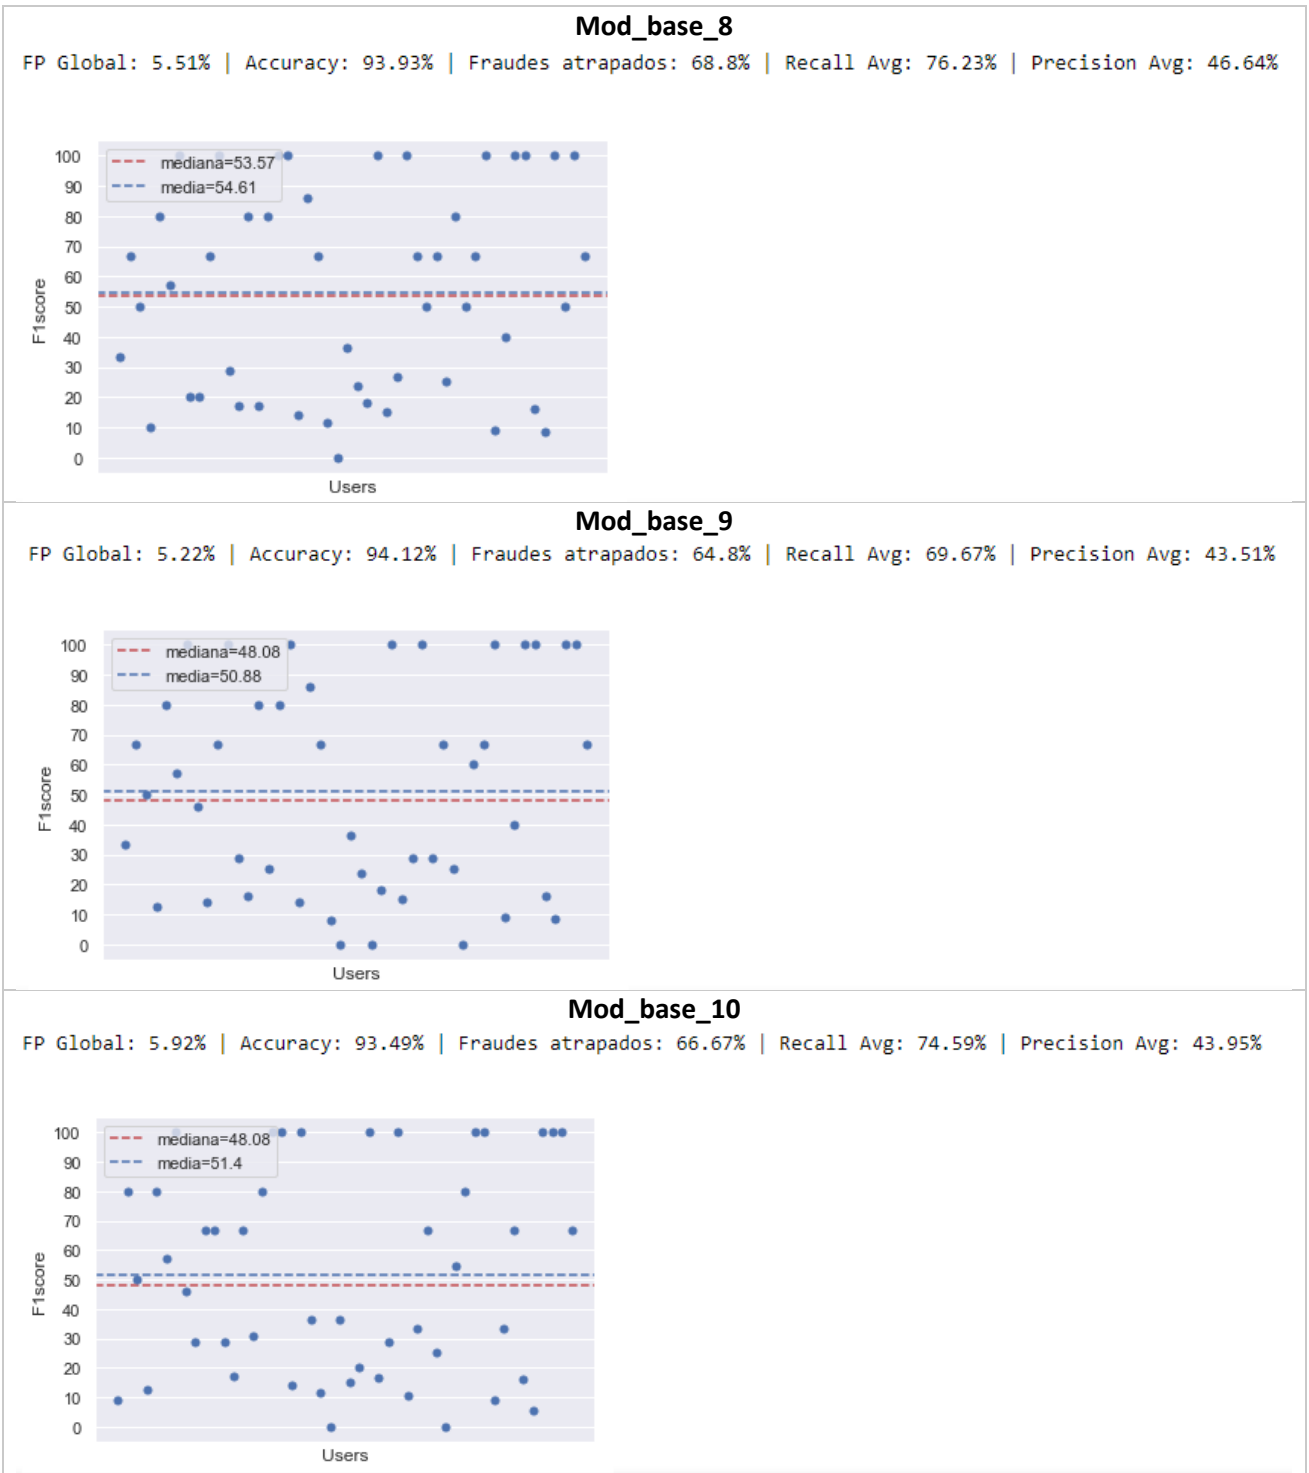 Mod_base_8
FP Global: 5.51% | Accuracy: 93.93% | Fraudes atrapados: 68.8% | Recall Avg: 76.23% | Precision Avg: 46.64%
mediana=53.57
media=54.61
100
90
80
70
60
50
40
30
20
10
0
F1score
Users
Mod_base_9
FP Global: 5.22% | Accuracy: 94.12% | Fraudes atrapados: 64.8% | Recall Avg: 69.67% | Precision Avg: 43.51%
mediana=48.08
media=50.88
100
90
80
70
60
50
40
30
20
10
0
F1score
Users
Mod_base_10
FP Global: 5.92% | Accuracy: 93.49% | Fraudes atrapados: 66.67% | Recall Avg: 74.59% | Precision Avg: 43.95%
mediana=48.08
media=51.4
100
90
80
70
60
50
40
30
20
10
0
F1score
Users